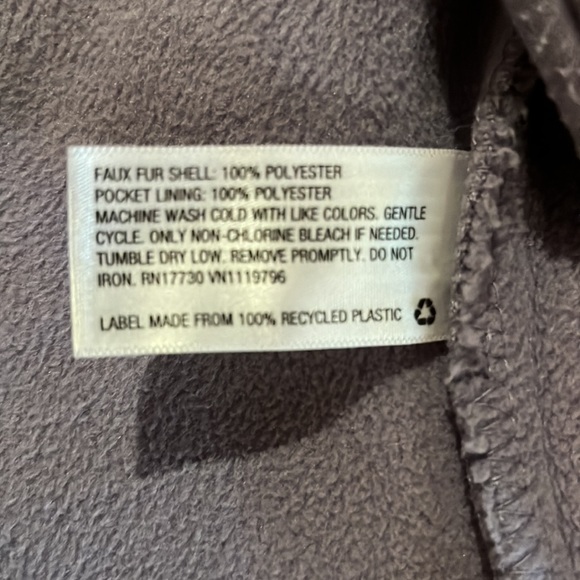 FAUX FUR SHELL: 100% POLYESTER
POCKET LINING: 100% POLYESTER
MACHINE WASH COLD WITH LIKE COLORS. GENTLE
CYCLE. ONLY NON-CHLORINE BLEACH IF NEEDED.
TUMBLE DRY LOW. REMOVE PROMPTLY. DO NOT
IRON. RN17730 VN1119796
LABEL MADE FROM 100% RECYCLED PLASTIC